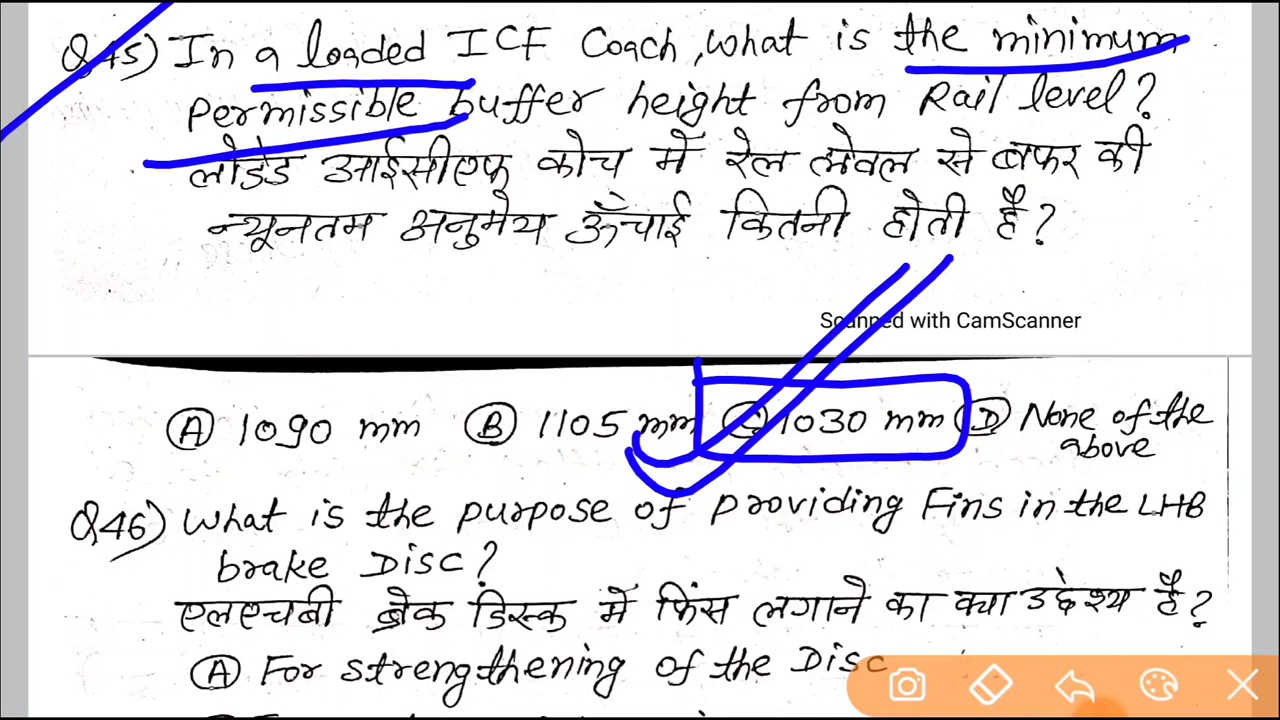 Q45) In a loaded ICF Coach, what is the minimum
permissible buffer height from Rail level?
लोडेड आईसीएफ कोच में रेल लेवल से बफर की
न्यूनतम अनुमेय ऊँचाई कितनी होती है?
Scanned with CamScanner
(A) 1090 mm (B) 1105 mm (C) 1030 mm (D) None of the
above
Q46) What is the purpose of providing Fins in the LHB
brake Disc?
एलएचबी ब्रेक डिस्क में फिंस लगाने का क्या उद्देश्य है?
(A) For strengthening of the Disc